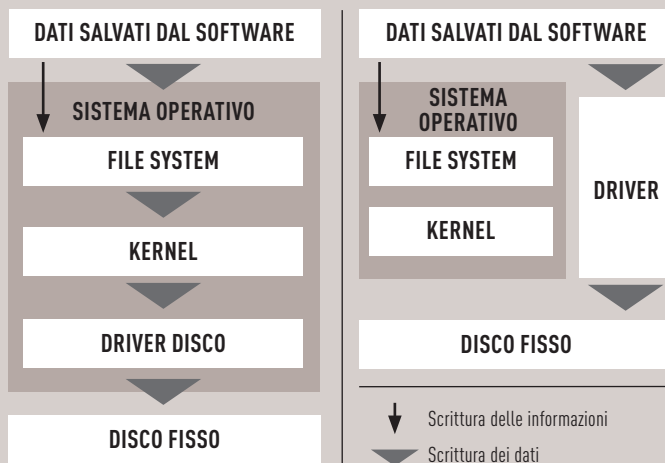 DATI SALVATI DAL SOFTWARE
SISTEMA OPERATIVO
FILE SYSTEM
KERNEL
DRIVER DISCO
DISCO FISSO
DATI SALVATI DAL SOFTWARE
SISTEMA
OPERATIVO
FILE SYSTEM
KERNEL
DRIVER
DISCO FISSO
Scrittura delle informazioni
Scrittura dei dati